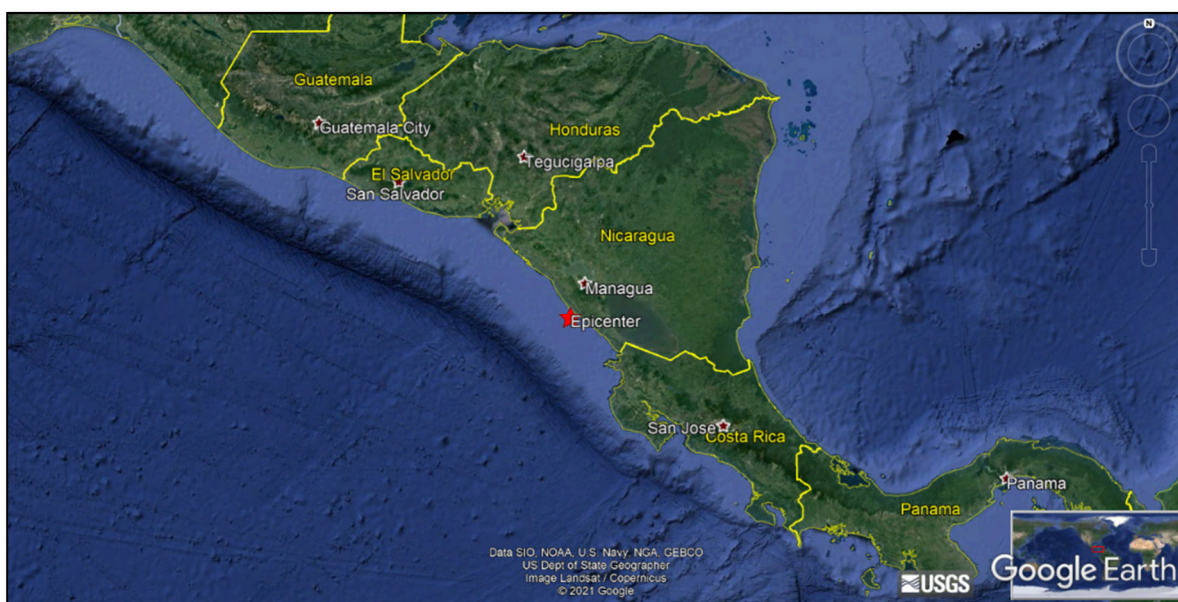 N
Guatemala
Guatemala City
Honduras
Tegucigalpa
El Salvador
San Salvador
Nicaragua
Managua
Epicenter
San Jose
Costa Rica
Panama
Panama
Data SIO, NOAA, U.S. Navy, NGA, GEBCO
US Dept of State Geographer
Image Landsat / Copernicus
© 2021 Google
USGS
Google Earth